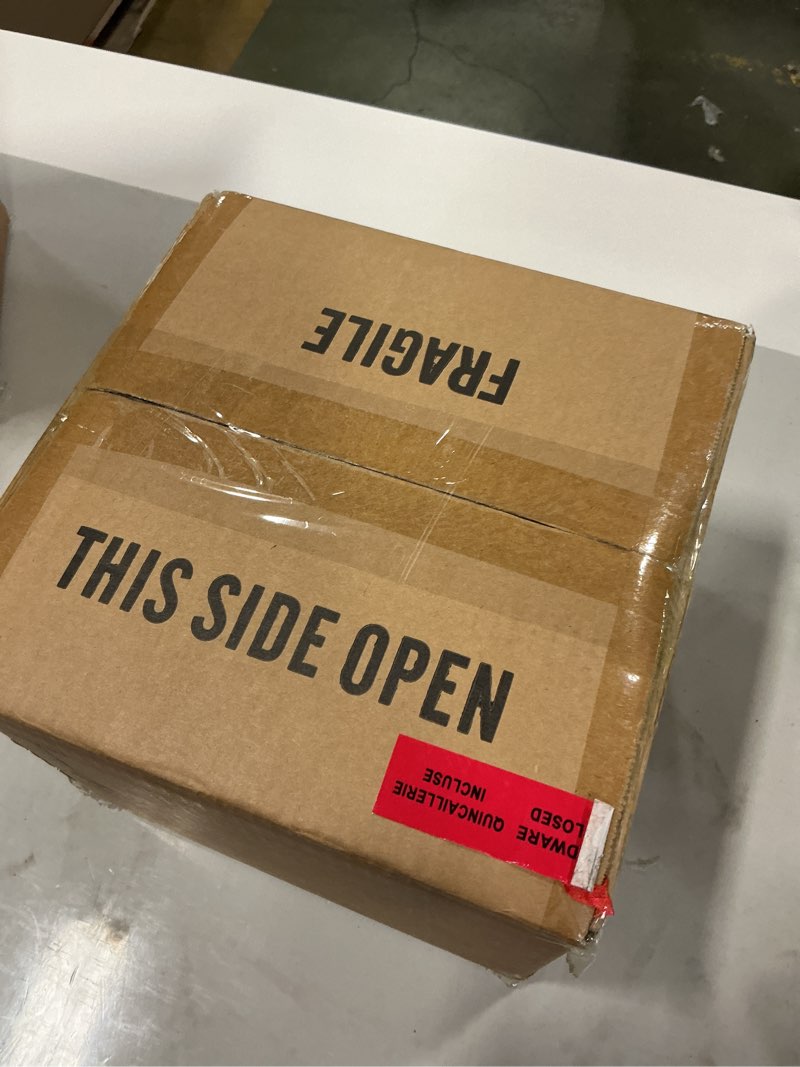 FRAGILE
THIS SIDE OPEN
DWARE QUINCAILLERIE
LOSED INCLUSE